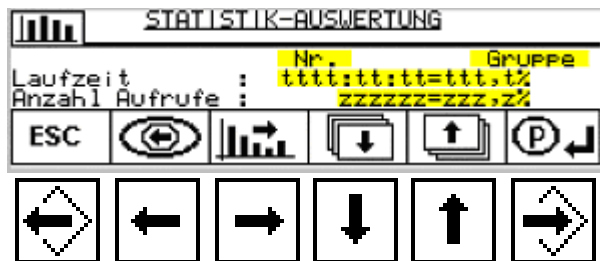 STATISTIK-AUSWERTUNG
Nr. Gruppe
Laufzeit : tttt:tt:tt=ttt,t%
Anzahl Aufrufe : zzzzzz=zzz,z%
ESC P